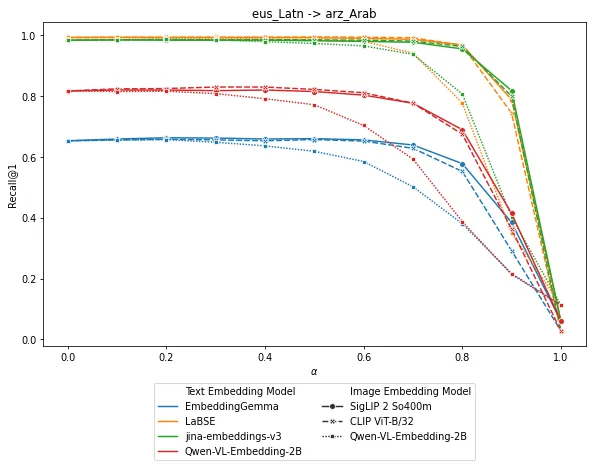 eus_Latn -> arz_Arab
1.0
0.8
0.6
0.4
0.2
0.0
Recall@1
0.0 0.2 0.4 0.6 0.8 1.0
α
Text Embedding Model Image Embedding Model
EmbeddingGemma SigLIP 2 So400m
LaBSE CLIP ViT-B/32
jina-embeddings-v3 Qwen-VL-Embedding-2B
Qwen-VL-Embedding-2B